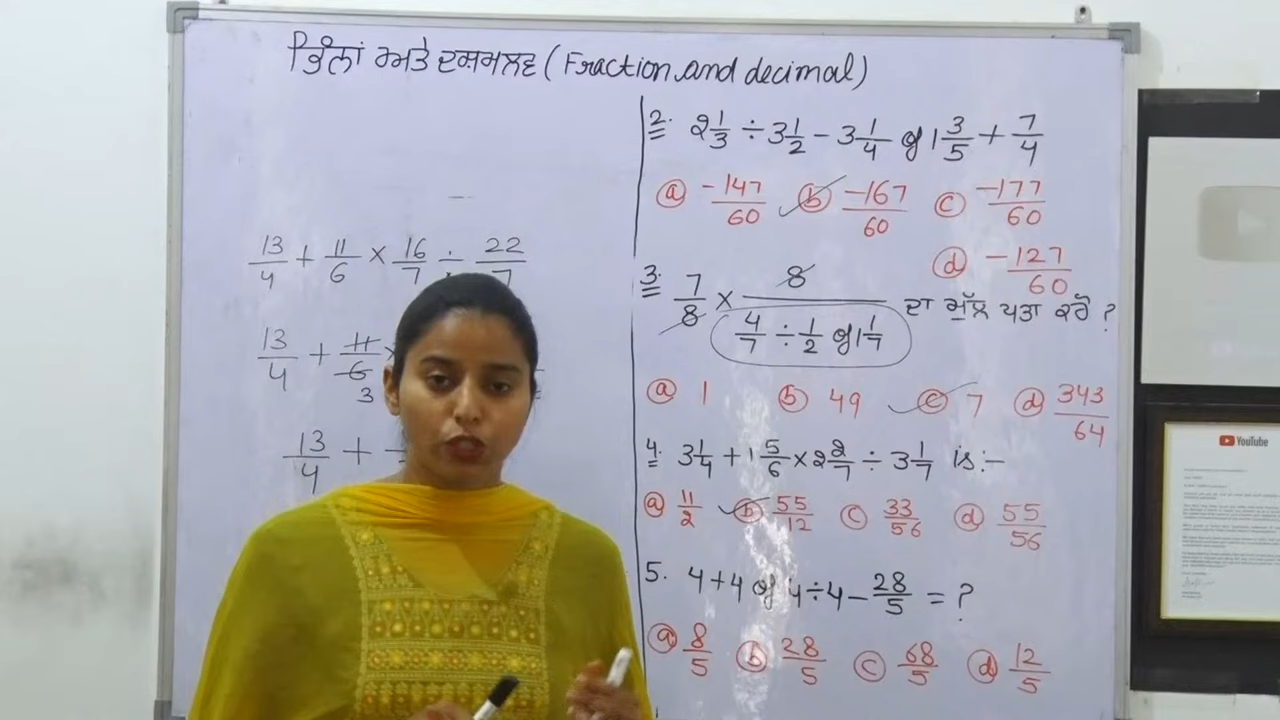 ਭਿੰਨਾਂ ਅਤੇ ਦਸ਼ਮਲਵ (Fraction and decimal)
13/4 + 11/6 × 16/7 ÷ 22/7
13/4 + 11/6 ×
3
13/4 +
2. 2 1/3 ÷ 3 1/2 - 3 1/4 of 1 3/5 + 7/4
ⓐ -147/60 ⓑ -167/60 ⓒ -177/60
ⓓ -127/60
3. 7/8 × 8/(4/7 ÷ 1/2 of 1 1/7) ਦਾ ਮੁੱਲ ਪਤਾ ਕਰੋ ?
ⓐ 1 ⓑ 49 ⓒ 7 ⓓ 343/64
4. 3 1/4 + 1 5/6 × 2 2/7 ÷ 3 1/7 is:-
ⓐ 11/2 ⓑ 55/12 ⓒ 33/56 ⓓ 55/56
5. 4+4 of 4÷4 - 28/5 = ?
ⓐ 8/5 ⓑ 28/5 ⓒ 68/5 ⓓ 12/5
YouTube